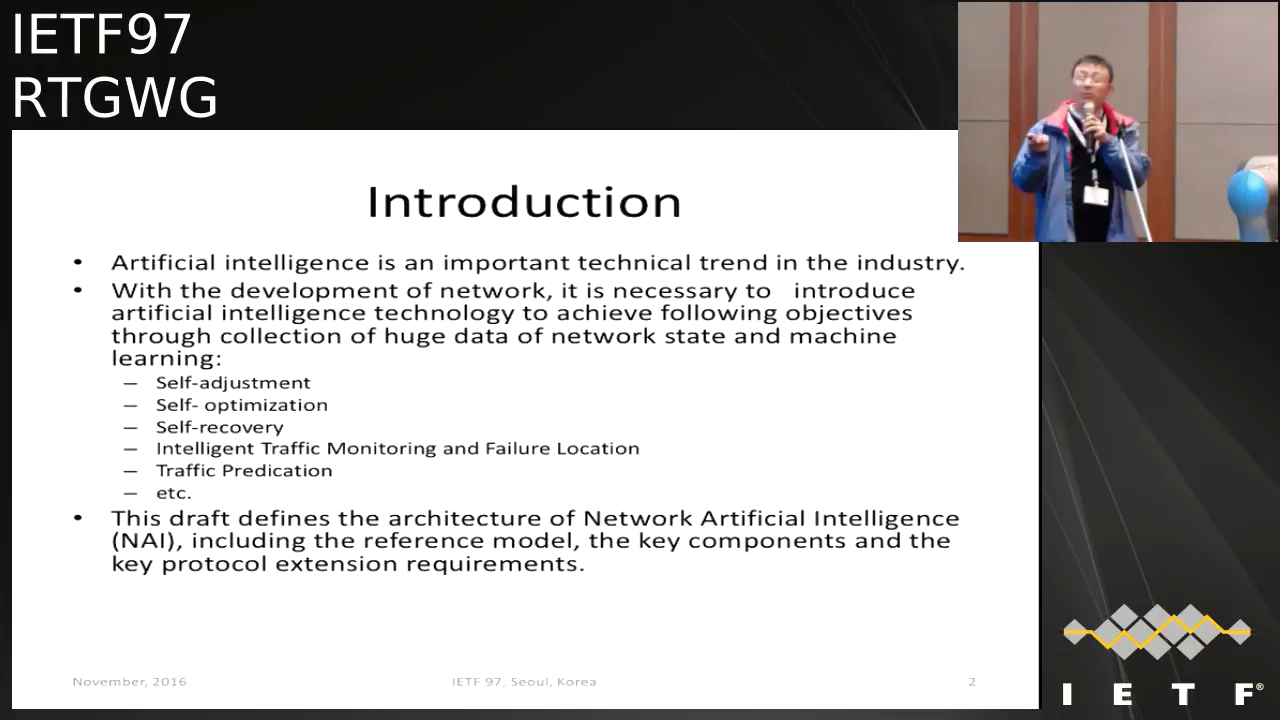 IETF97
RTGWG
Introduction
• Artificial intelligence is an important technical trend in the industry.
• With the development of network, it is necessary to introduce
artificial intelligence technology to achieve following objectives
through collection of huge data of network state and machine
learning:
– Self-adjustment
– Self- optimization
– Self-recovery
– Intelligent Traffic Monitoring and Failure Location
– Traffic Predication
– etc.
• This draft defines the architecture of Network Artificial Intelligence
(NAI), including the reference model, the key components and the
key protocol extension requirements.
November, 2016
IETF 97, Seoul, Korea
2
I E T F®